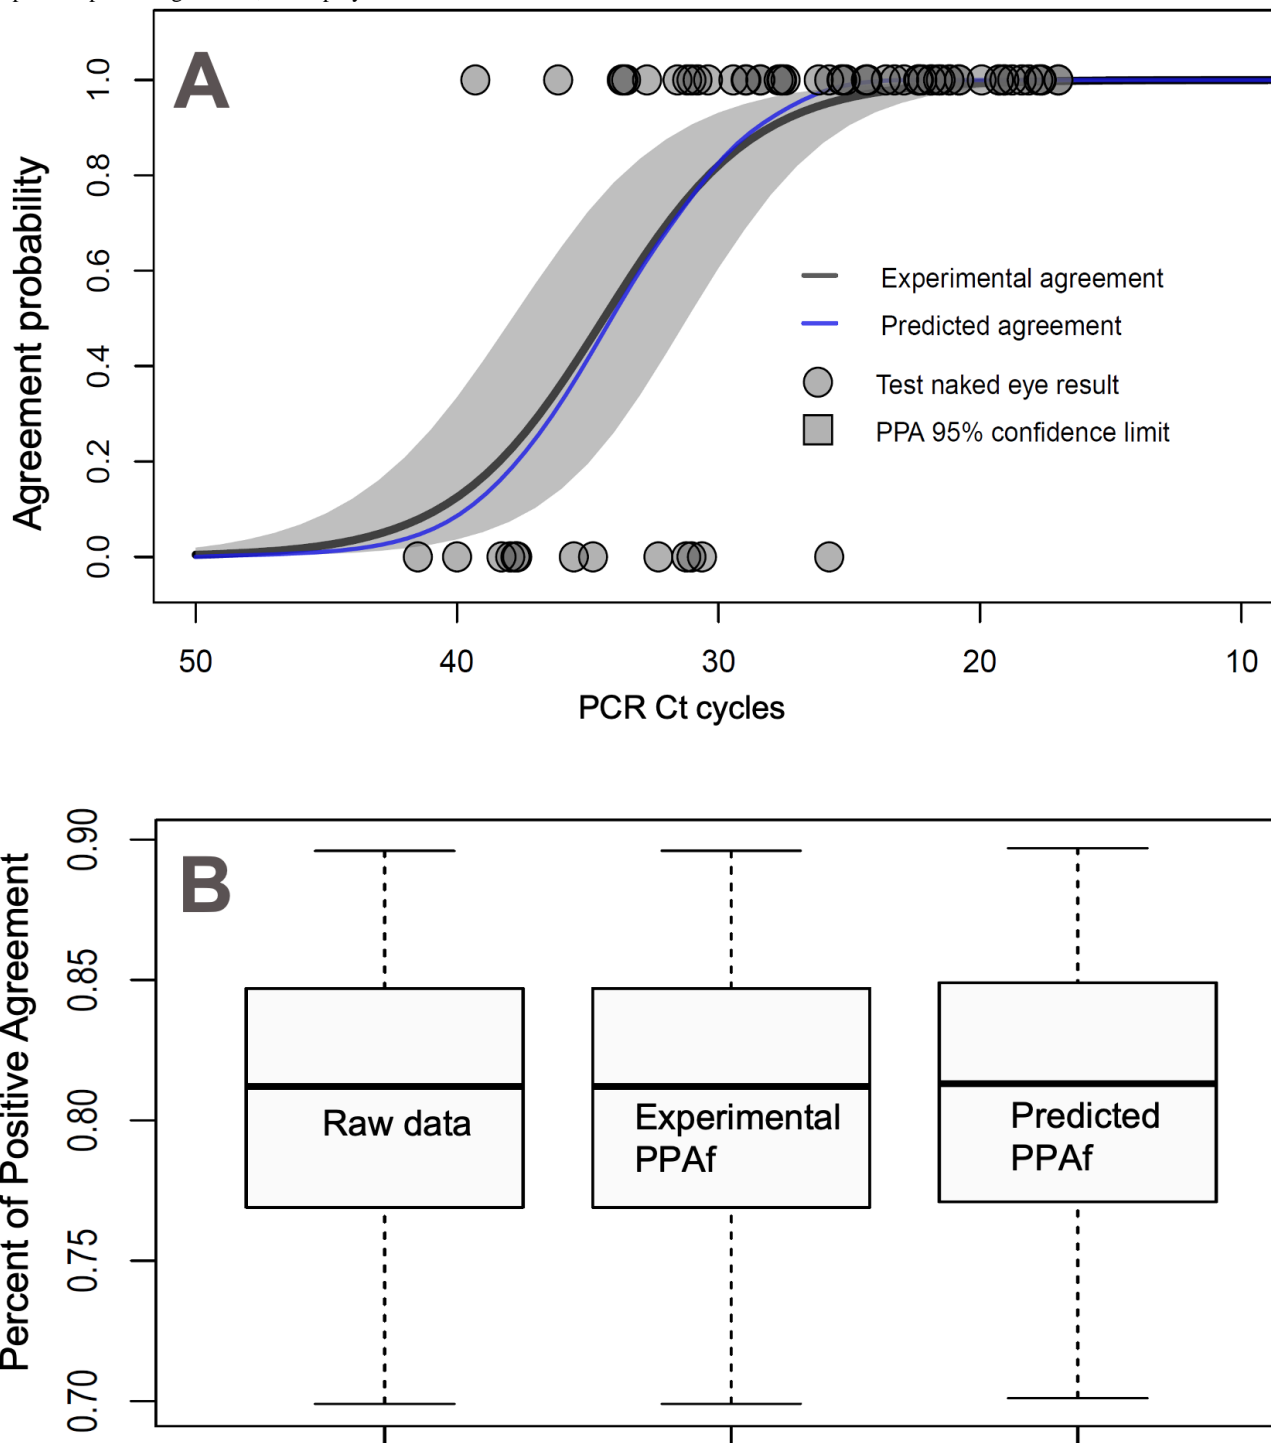 A
Agreement probability
1.0
0.8
0.6
0.4
0.2
0.0
Experimental agreement
Predicted agreement
Test naked eye result
PPA 95% confidence limit
50 40 30 20 10
PCR Ct cycles
B
Percent of Positive Agreement
0.90
0.85
0.80
0.75
0.70
Raw data
Experimental
PPAf
Predicted
PPAf